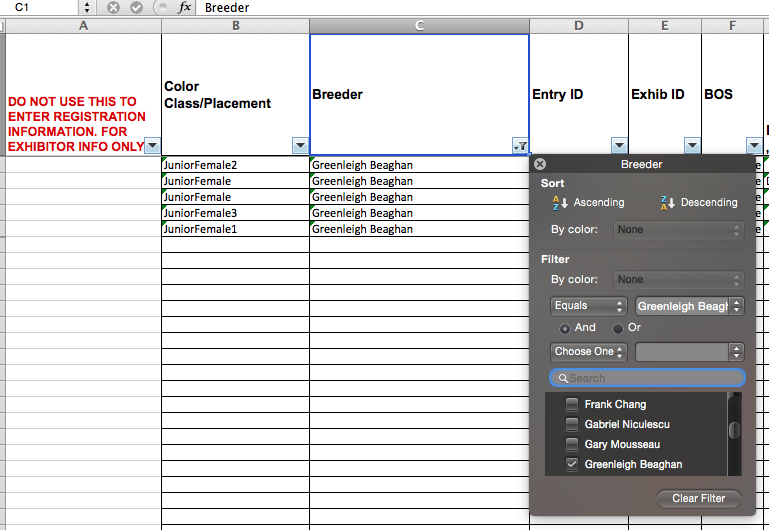 C1 fx Breeder
A B C D E F
DO NOT USE THIS TO
ENTER REGISTRATION
INFORMATION. FOR
EXHIBITOR INFO ONLY
Color
Class/Placement
Breeder
Entry ID
Exhib ID
BOS
JuniorFemale2 Greenleigh Beaghan
JuniorFemale Greenleigh Beaghan
JuniorFemale Greenleigh Beaghan
JuniorFemale3 Greenleigh Beaghan
JuniorFemale1 Greenleigh Beaghan
Breeder
Sort
A Z Ascending Z A Descending
By color: None
Filter
By color: None
Equals Greenleigh Beagh
And Or
Choose One
Search
Frank Chang
Gabriel Niculescu
Gary Mousseau
Greenleigh Beaghan
Clear Filter